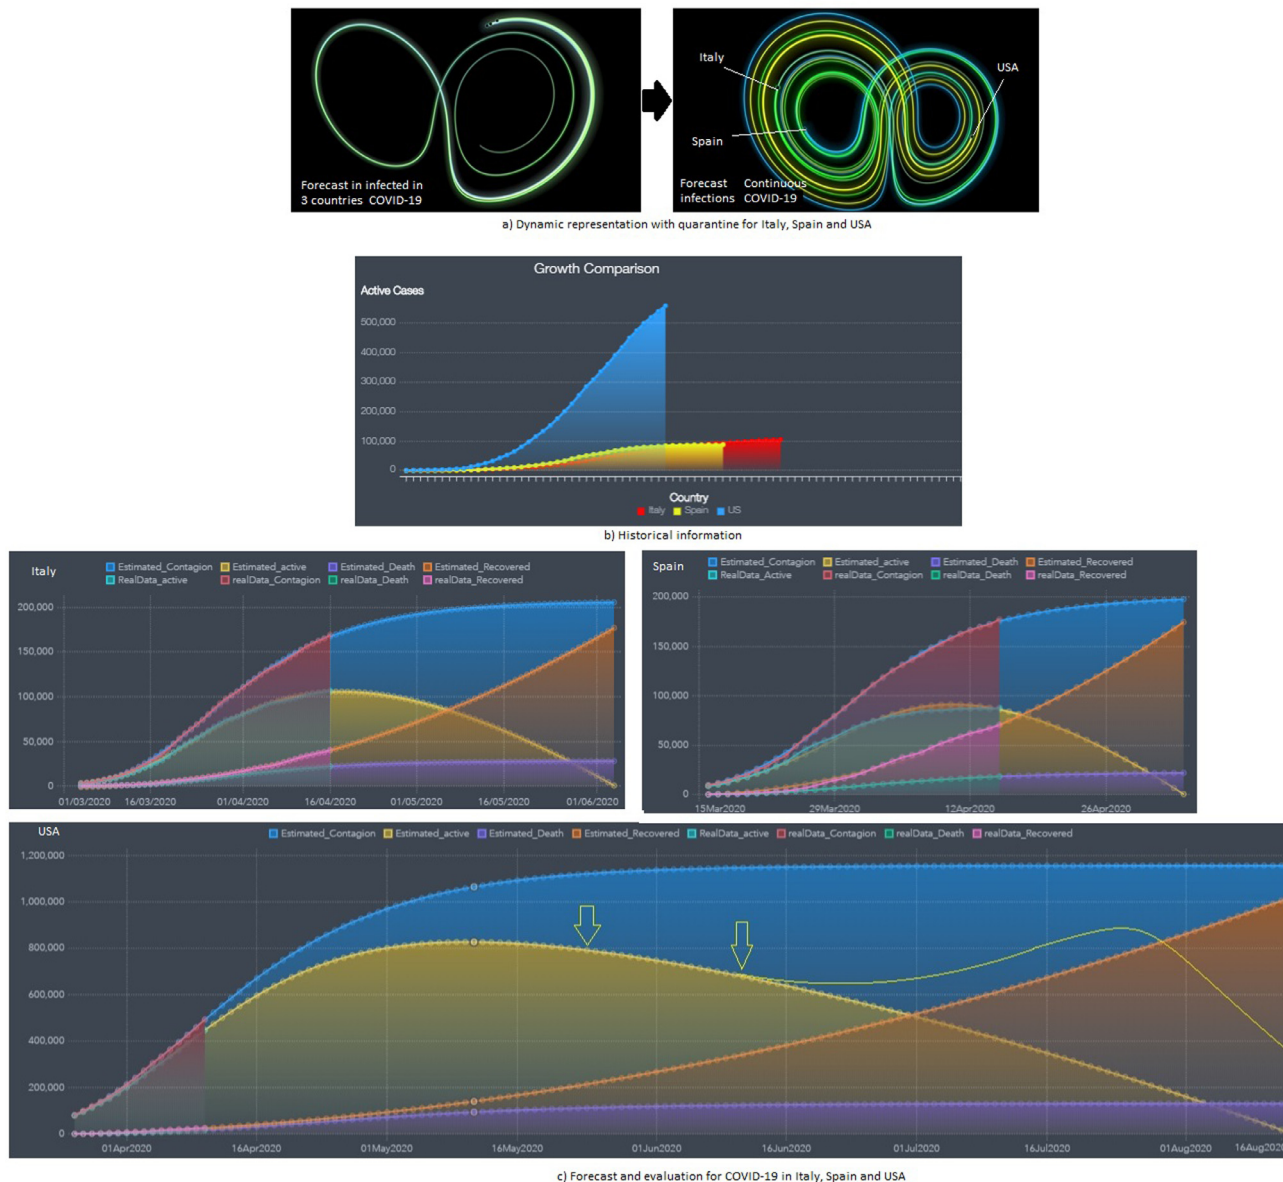 Italy
USA
Spain
Forecast in infected in
3 countries COVID-19
Forecast Continuous
infections COVID-19
a) Dynamic representation with quarantine for Italy, Spain and USA
Growth Comparison
Active Cases
500,000
400,000
300,000
200,000
100,000
0
Country
Italy Spain US
b) Historical information
Italy
Estimated_Contagion Estimated_active Estimated_Death Estimated_Recovered
RealData_active realData_Contagion realData_Death realData_Recovered
200,000
150,000
100,000
50,000
0
01/03/2020 16/03/2020 01/04/2020 16/04/2020 01/05/2020 16/05/2020 01/06/2020
Spain
Estimated_Contagion Estimated_active Estimated_Death Estimated_Recovered
RealData_Active realData_Contagion realData_Death realData_Recovered
200,000
150,000
100,000
50,000
0
15Mar2020 29Mar2020 12Apr2020 26Apr2020
USA
Estimated_Contagion Estimated_active Estimated_Death Estimated_Recovered RealData_active realData_Contagion realData_Death realData_Recovered
1,200,000
1,000,000
800,000
600,000
400,000
200,000
0
01Apr2020 16Apr2020 01May2020 16May2020 01Jun2020 16Jun2020 01Jul2020 16Jul2020 01Aug2020 16Aug2020
c) Forecast and evaluation for COVID-19 in Italy, Spain and USA